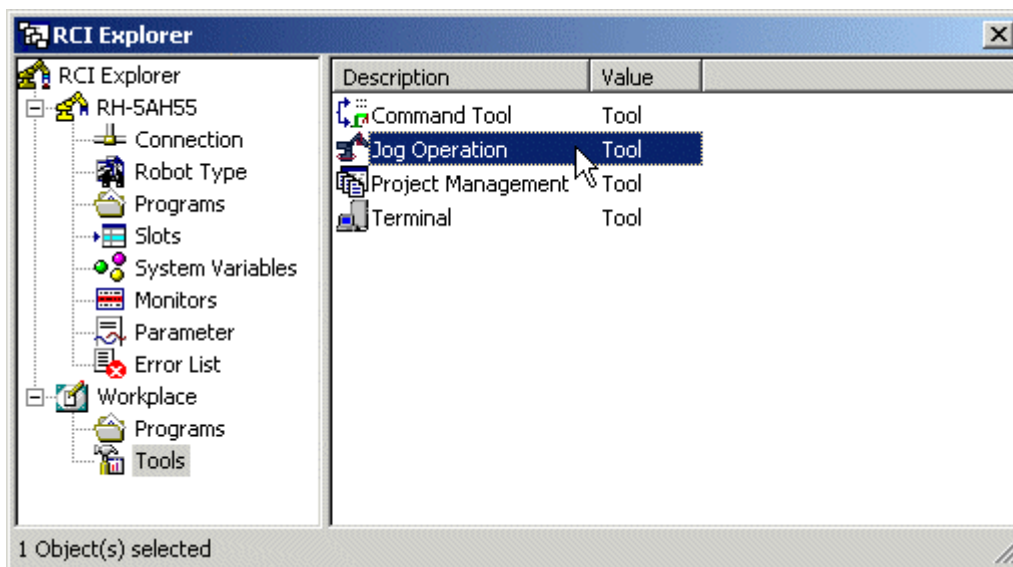 RCI Explorer
RCI Explorer
RH-5AH55
Connection
Robot Type
Programs
Slots
System Variables
Monitors
Parameter
Error List
Workplace
Programs
Tools
Description Value
Command Tool Tool
Jog Operation Tool
Project Management Tool
Terminal Tool
1 Object(s) selected